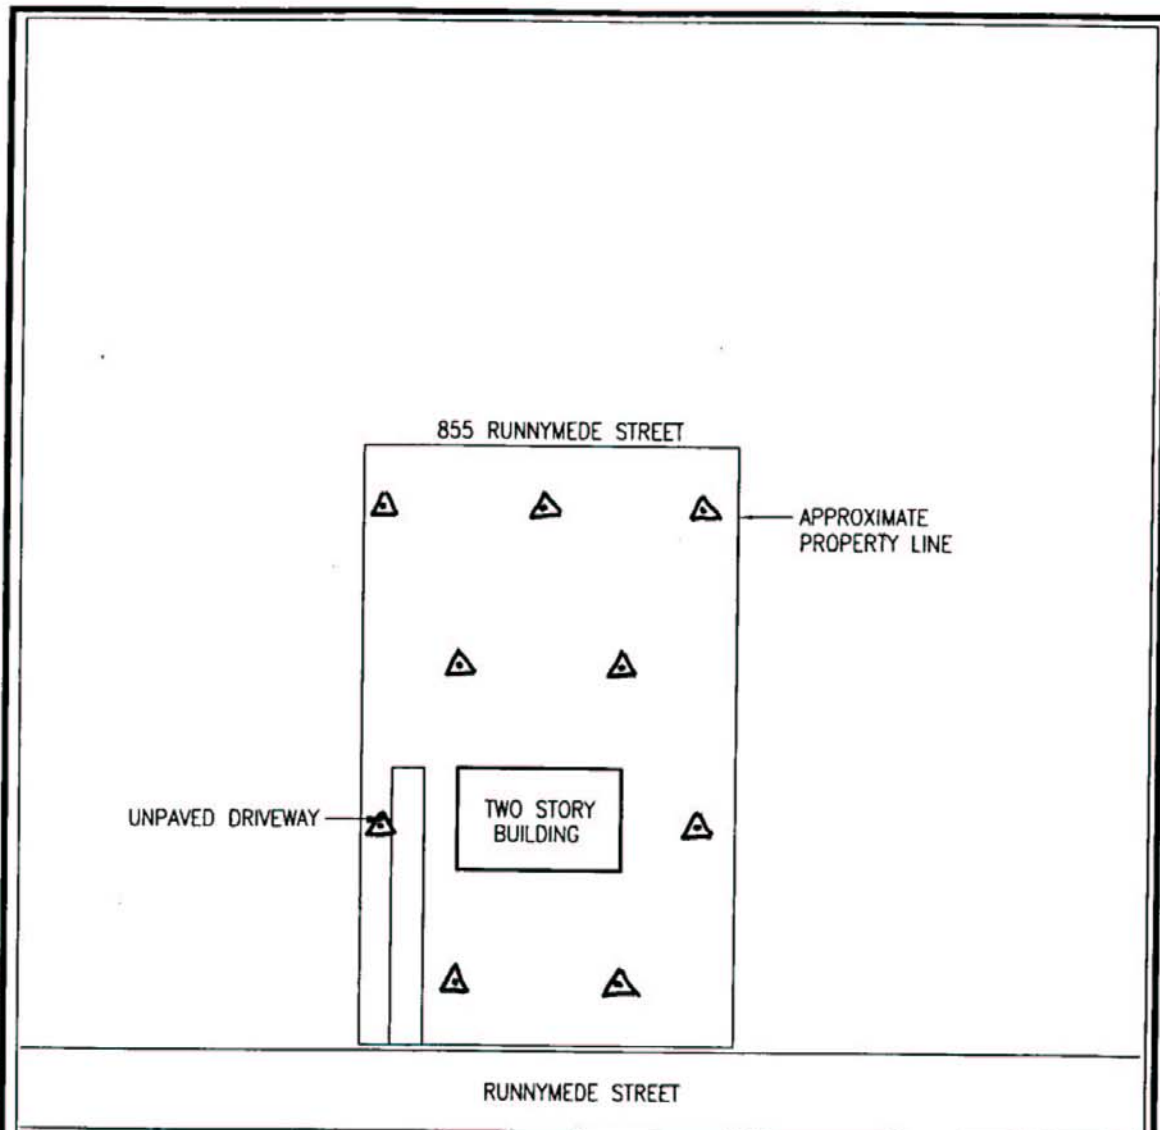 855 RUNNYMEDE STREET
APPROXIMATE
PROPERTY LINE
UNPAVED DRIVEWAY
TWO STORY
BUILDING
RUNNYMEDE STREET